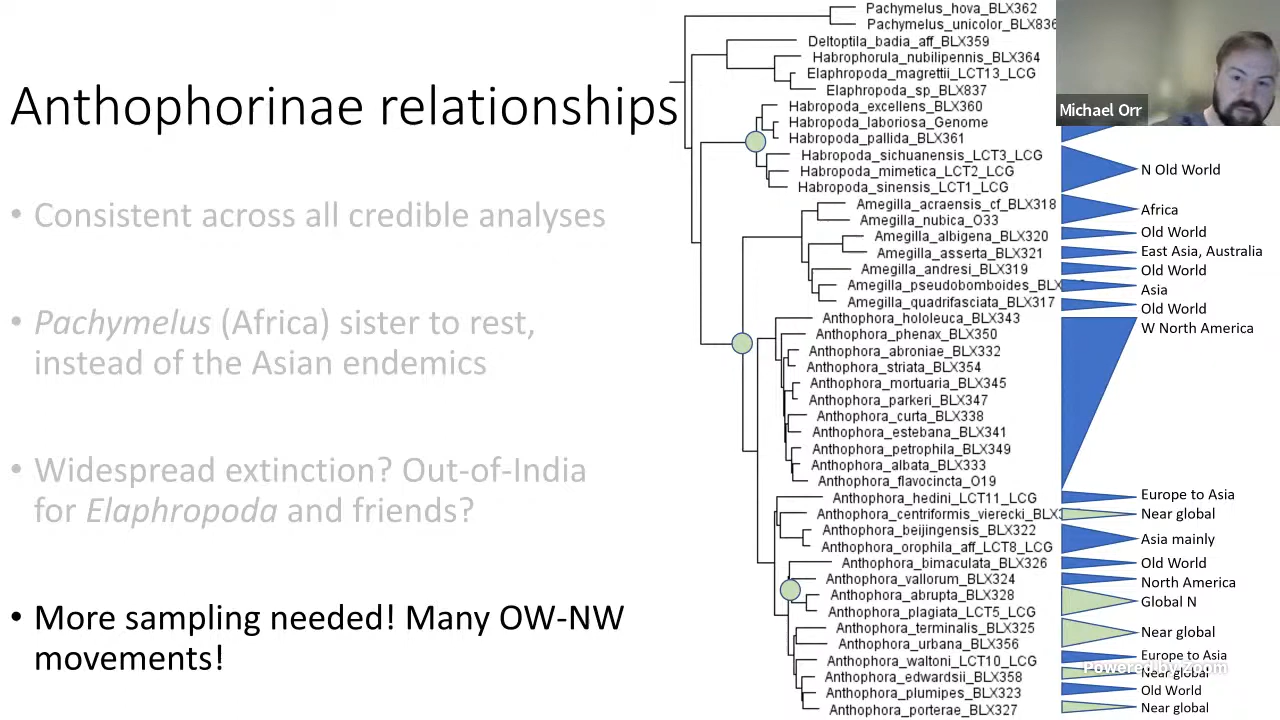 Anthophorinae relationships
• Consistent across all credible analyses
• Pachymelus (Africa) sister to rest,
instead of the Asian endemics
• Widespread extinction? Out-of-India
for Elaphropoda and friends?
• More sampling needed! Many OW-NW
movements!
Pachymelus_hova_BLX362
Pachymelus_unicolor_BLX836
Deltoptila_badia_aff_BLX359
Habrophorula_nubilipennis_BLX364
Elaphropoda_magrettii_LCT13_LCG
Elaphropoda_sp_BLX837
Habropoda_excellens_BLX360
Habropoda_laboriosa_Genome
Habropoda_pallida_BLX361
Habropoda_sichuanensis_LCT3_LCG
Habropoda_mimetica_LCT2_LCG
Habropoda_sinensis_LCT1_LCG
Amegilla_acraensis_cf_BLX318
Amegilla_nubica_O33
Amegilla_albigena_BLX320
Amegilla_asserta_BLX321
Amegilla_andresi_BLX319
Amegilla_pseudobomboides_BLX
Amegilla_quadrifasciata_BLX317
Anthophora_hololeuca_BLX343
Anthophora_phenax_BLX350
Anthophora_abroniae_BLX332
Anthophora_striata_BLX354
Anthophora_mortuaria_BLX345
Anthophora_parkeri_BLX347
Anthophora_curta_BLX338
Anthophora_estebana_BLX341
Anthophora_petrophila_BLX349
Anthophora_albata_BLX333
Anthophora_flavocincta_O19
Anthophora_hedini_LCT11_LCG
Anthophora_centriformis_vierecki_BLX3
Anthophora_beijingensis_BLX322
Anthophora_orophila_aff_LCT8_LCG
Anthophora_bimaculata_BLX326
Anthophora_vallorum_BLX324
Anthophora_abrupta_BLX328
Anthophora_plagiata_LCT5_LCG
Anthophora_terminalis_BLX325
Anthophora_urbana_BLX356
Anthophora_waltoni_LCT10_LCG
Anthophora_edwardsii_BLX358
Anthophora_plumipes_BLX323
Anthophora_porterae_BLX327
Michael Orr
N Old World
Africa
Old World
East Asia, Australia
Old World
Asia
Old World
W North America
Europe to Asia
Near global
Asia mainly
Old World
North America
Global N
Near global
Europe to Asia
Near global
Old World
Near global
Powered by Zoom